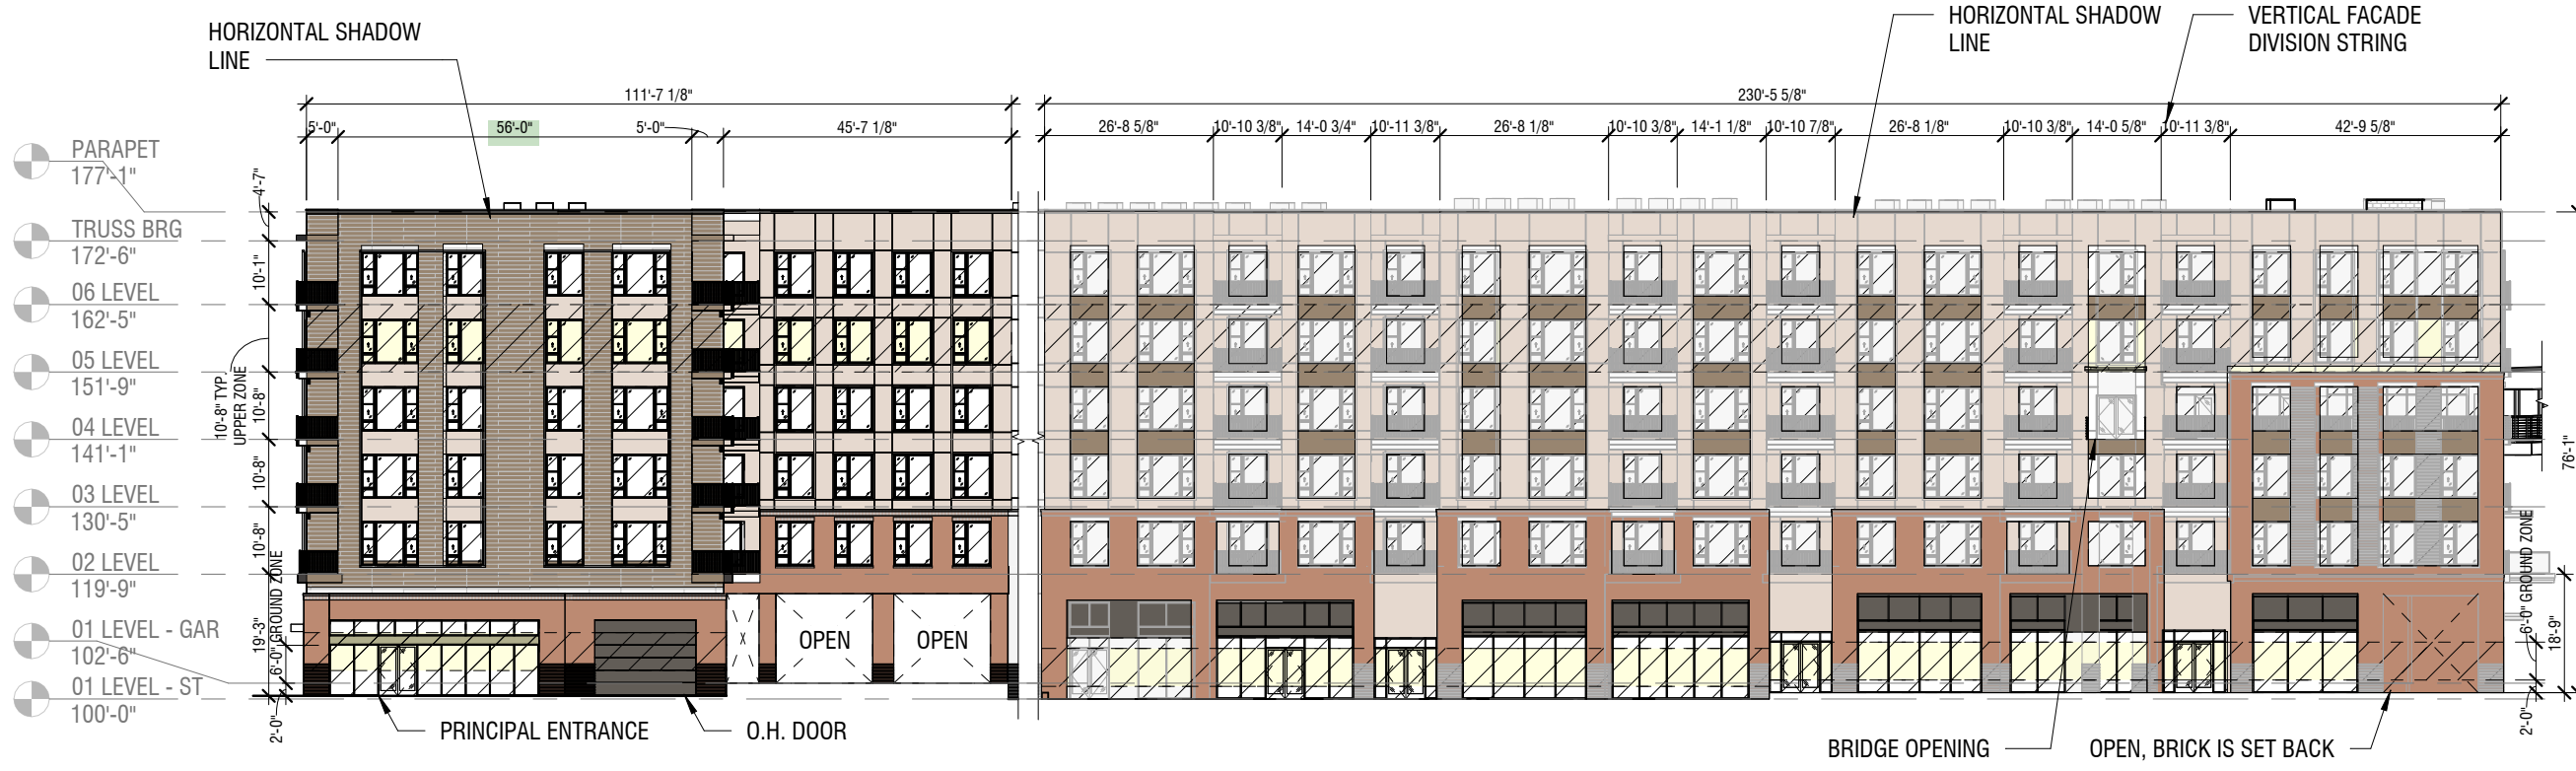 HORIZONTAL SHADOW
LINE
HORIZONTAL SHADOW
LINE
VERTICAL FACADE
DIVISION STRING
111'-7 1/8"
230'-5 5/8"
5'-0"
56'-0"
5'-0"
45'-7 1/8"
26'-8 5/8"
10'-10 3/8"
14'-0 3/4"
10'-11 3/8"
26'-8 1/8"
10'-10 3/8"
14'-1 1/8"
10'-10 7/8"
26'-8 1/8"
10'-10 3/8"
14'-0 5/8"
10'-11 3/8"
42'-9 5/8"
PARAPET
177'-1"
TRUSS BRG
172'-6"
06 LEVEL
162'-5"
05 LEVEL
151'-9"
04 LEVEL
141'-1"
03 LEVEL
130'-5"
02 LEVEL
119'-9"
01 LEVEL - GAR
102'-6"
01 LEVEL - ST
100'-0"
4'-7"
10'-1"
10'-8" TYP
UPPER ZONE
10'-8"
10'-8"
10'-8"
19'-3"
6'-0" GROUND ZONE
2'-0"
OPEN
OPEN
76'-1"
6'-0" GROUND ZONE
18'-9"
2'-0"
PRINCIPAL ENTRANCE
O.H. DOOR
BRIDGE OPENING
OPEN, BRICK IS SET BACK